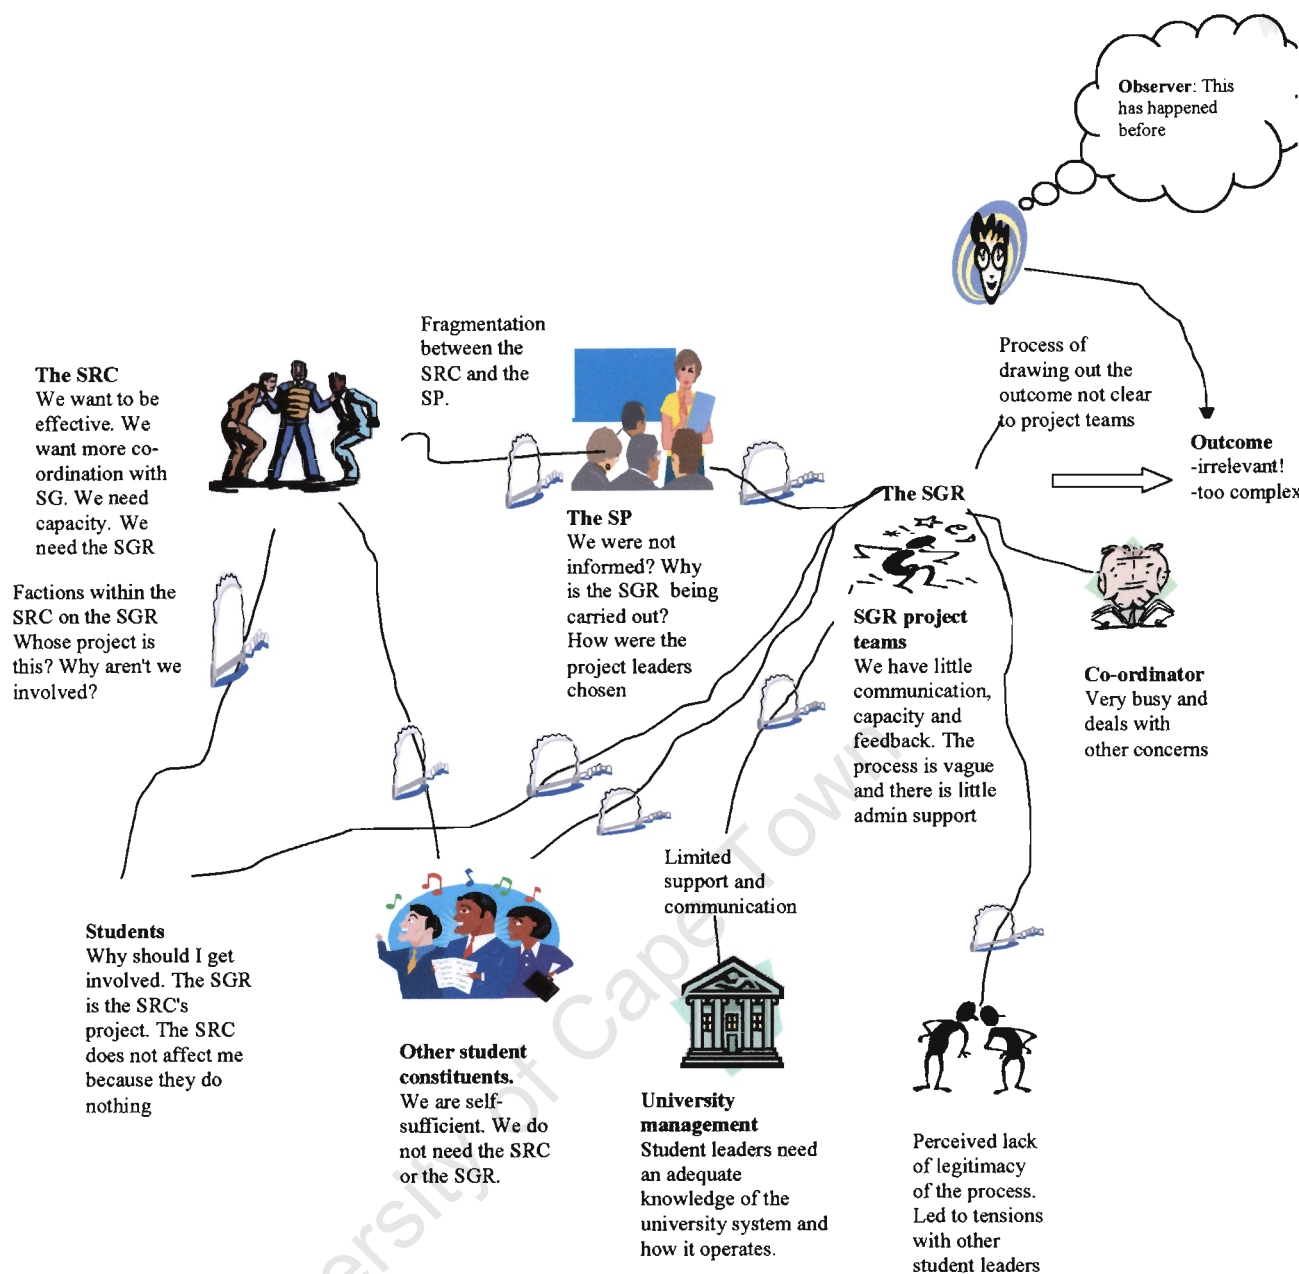 Observer: This
has happened
before
Fragmentation
between the
SRC and the
SP.
Process of
drawing out the
outcome not clear
to project teams
The SRC
We want to be
effective. We
want more co-
ordination with
SG. We need
capacity. We
need the SGR
Outcome
-irrelevant!
-too complex
The SGR
The SP
We were not
informed? Why
is the SGR being
carried out?
How were the
project leaders
chosen
Factions within the
SRC on the SGR
Whose project is
this? Why aren't we
involved?
SGR project
teams
We have little
communication,
capacity and
feedback. The
process is vague
and there is little
admin support
Co-ordinator
Very busy and
deals with
other concerns
Limited
support and
communication
Students
Why should I get
involved. The SGR
is the SRC's
project. The SRC
does not affect me
because they do
nothing
Other student
constituents.
We are self-
sufficient. We do
not need the SRC
or the SGR.
University
management
Student leaders need
an adequate
knowledge of the
university system and
how it operates.
Perceived lack
of legitimacy
of the process.
Led to tensions
with other
student leaders
ersity of Cape Town